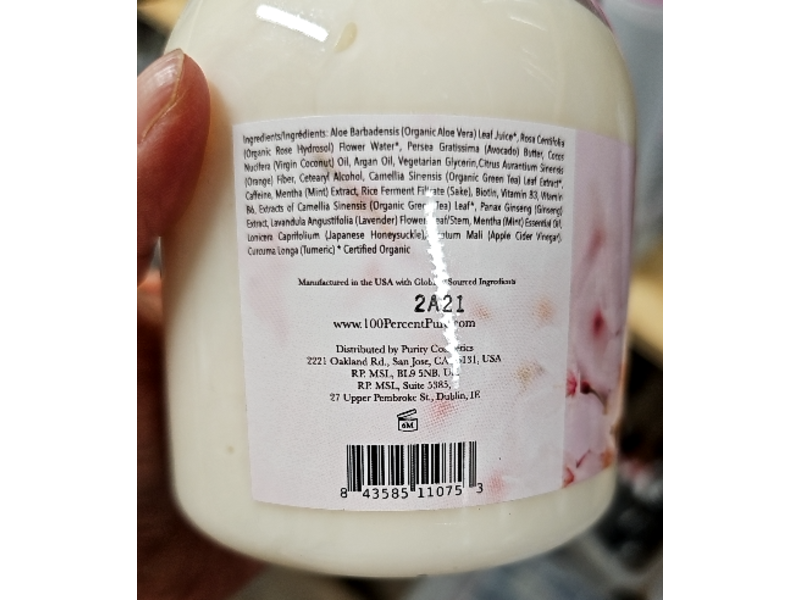 Ingredients/Ingrédients: Aloe Barbadensis (Organic Aloe Vera) Leaf Juice*, Rosa Centifolia
(Organic Rose Hydrosol) Flower Water*, Persea Gratissima (Avocado) Butter, Cocos
Nucifera (Virgin Coconut) Oil, Argan Oil, Vegetarian Glycerin, Citrus Aurantium Sinensis
(Orange) Fiber, Cetearyl Alcohol, Camellia Sinensis (Organic Green Tea) Leaf Extract*,
Caffeine, Mentha (Mint) Extract, Rice Ferment Filtrate (Sake), Biotin, Vitamin B3, Vitamin
B6, Extracts of Camellia Sinensis (Organic Green Tea) Leaf*, Panax Ginseng (Ginseng)
Extract, Lavandula Angustifolia (Lavender) Flower/Leaf/Stem, Mentha (Mint) Essential Oil,
Lonicera Caprifolium (Japanese Honeysuckle), Mali (Apple Cider Vinegar),
Curcuma Longa (Tumeric) * Certified Organic
Manufactured in the USA with Globally Sourced Ingredients
2A21
www.100PercentPure.com
Distributed by Purity Cosmetics
2221 Oakland Rd., San Jose, CA 95131, USA
RP. MSL, BL9 5NB,
RP. MSL, Suite 5385,
27 Upper Pembroke St., Dublin, IE
6M
8 43585 11075 3